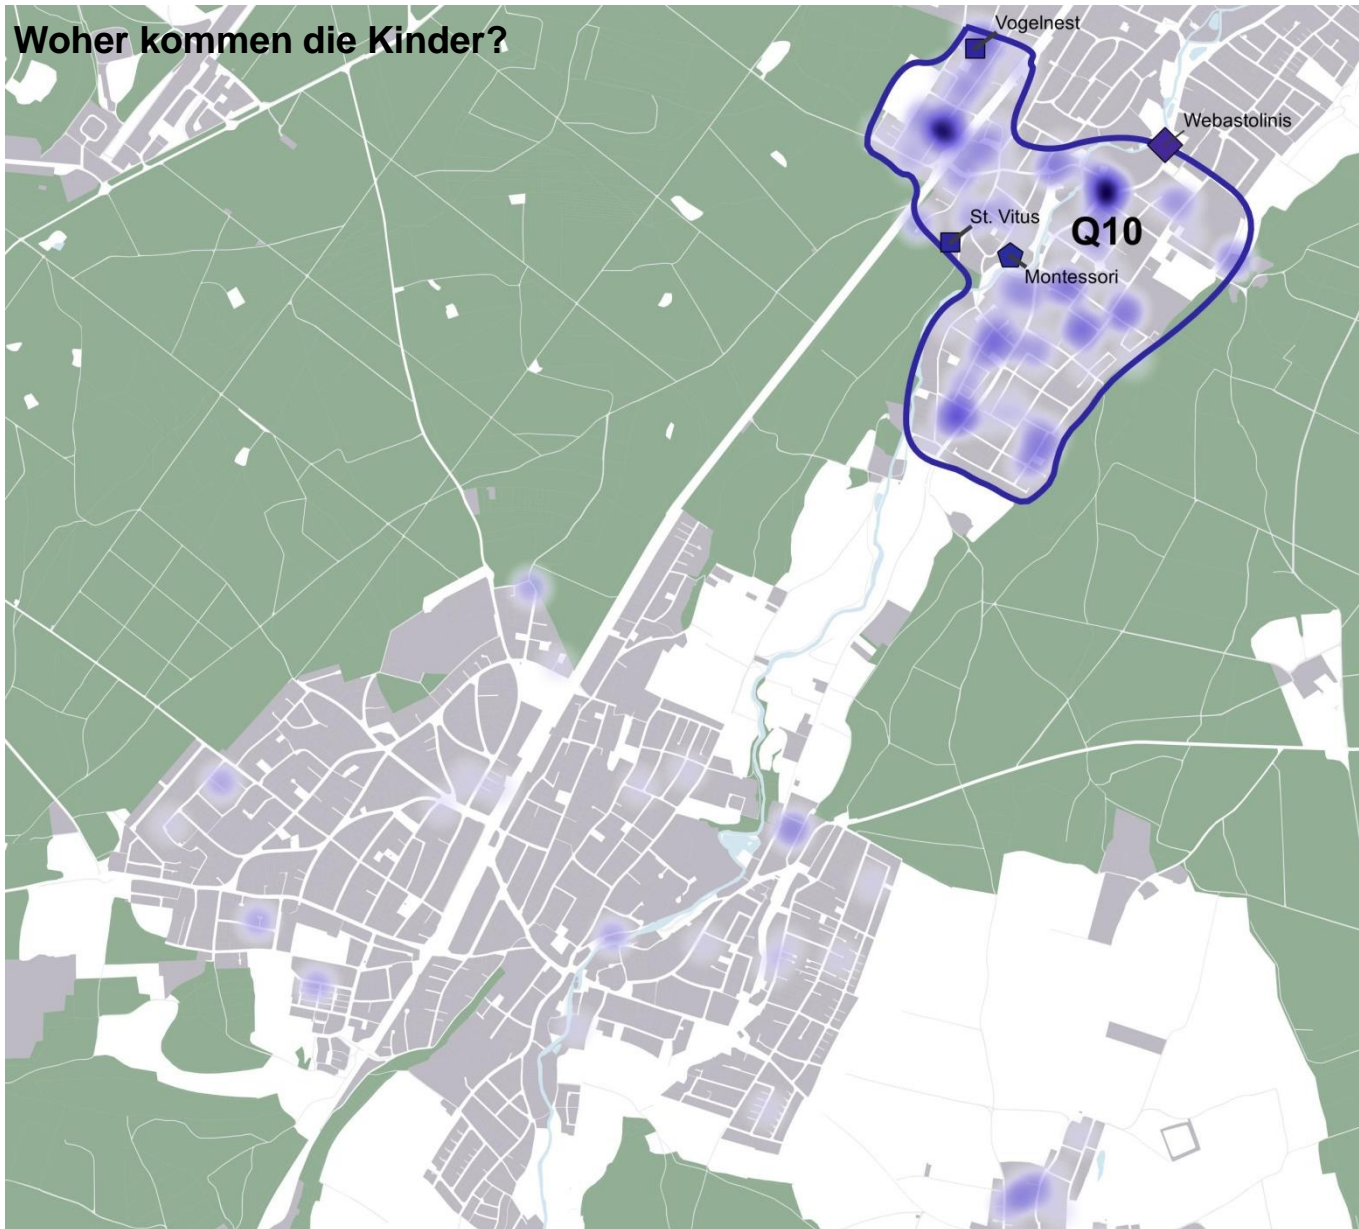 Woher kommen die Kinder?
Vogelnest
Webastolinis
St. Vitus
Q10
Montessori